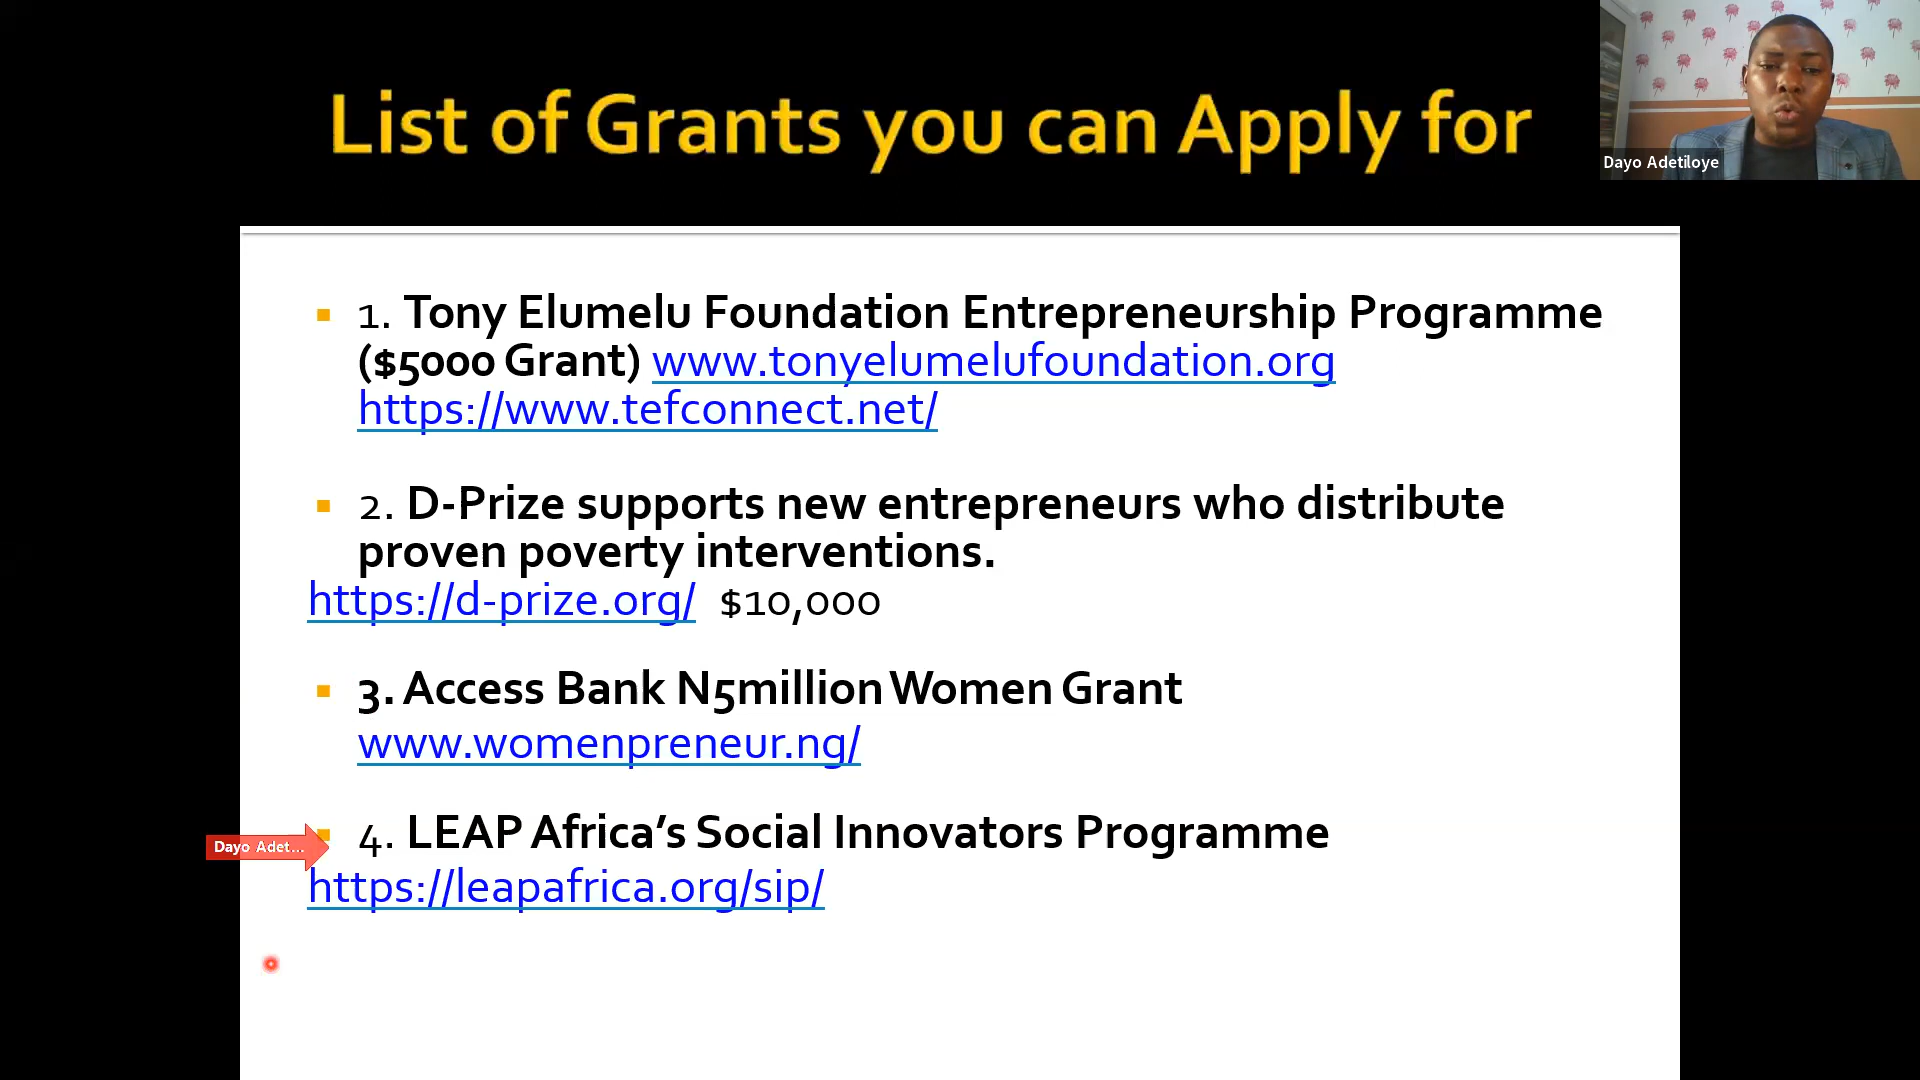 List of Grants you can Apply for
Dayo Adetiloye
1. Tony Elumelu Foundation Entrepreneurship Programme
($5000 Grant) www.tonyelumelufoundation.org
https://www.tefconnect.net/
2. D-Prize supports new entrepreneurs who distribute
proven poverty interventions.
https://d-prize.org/ $10,000
3. Access Bank N5million Women Grant
www.womenpreneur.ng/
4. LEAP Africa’s Social Innovators Programme
Dayo Adet...
https://leapafrica.org/sip/